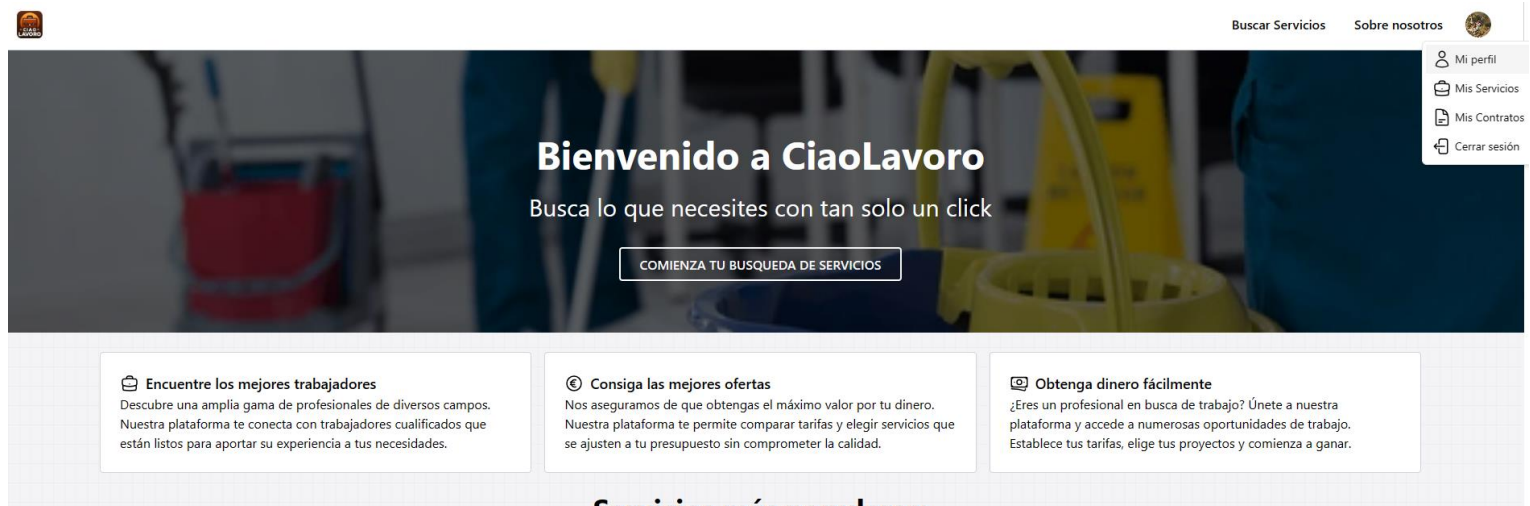 CIAO
LAVORO
Buscar Servicios
Sobre nosotros
Mi perfil
Mis Servicios
Mis Contratos
Cerrar sesión
Bienvenido a CiaoLavoro
Busca lo que necesites con tan solo un click
COMIENZA TU BUSQUEDA DE SERVICIOS
Encuentre los mejores trabajadores
Descubre una amplia gama de profesionales de diversos campos.
Nuestra plataforma te conecta con trabajadores cualificados que
están listos para aportar su experiencia a tus necesidades.
Consiga las mejores ofertas
Nos aseguramos de que obtengas el máximo valor por tu dinero.
Nuestra plataforma te permite comparar tarifas y elegir servicios que
se ajusten a tu presupuesto sin comprometer la calidad.
Obtenga dinero fácilmente
¿Eres un profesional en busca de trabajo? Únete a nuestra
plataforma y accede a numerosas oportunidades de trabajo.
Establece tus tarifas, elige tus proyectos y comienza a ganar.